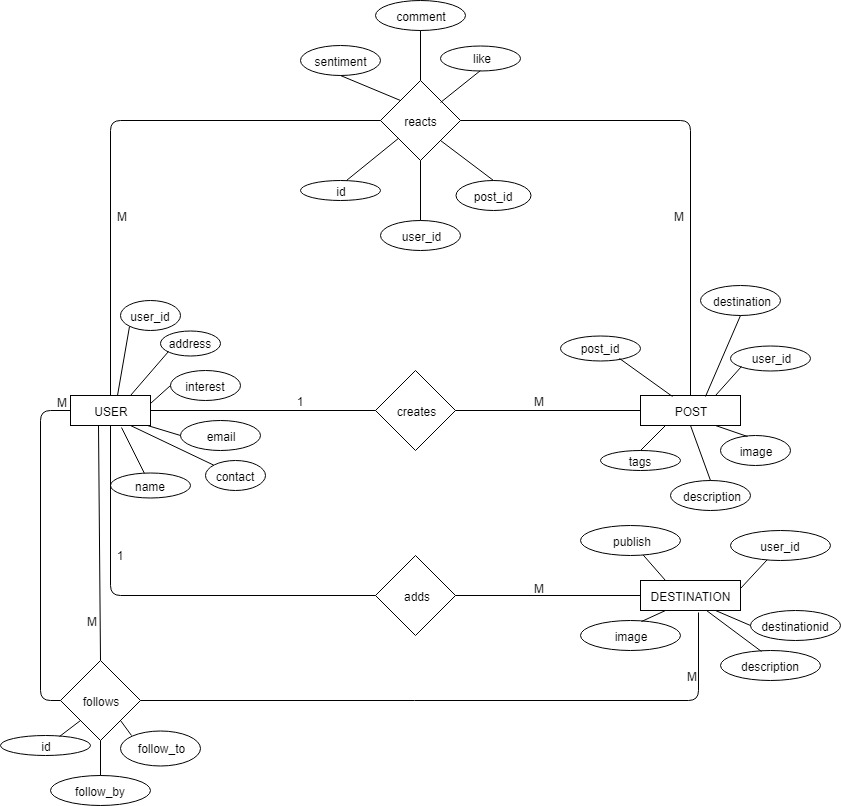 comment
sentiment
like
reacts
id
post_id
user_id
M
M
user_id
address
interest
email
contact
name
M
USER
1
creates
M
destination
post_id
user_id
POST
tags
image
description
1
adds
M
publish
user_id
DESTINATION
destinationid
image
description
M
M
follows
id
follow_to
follow_by